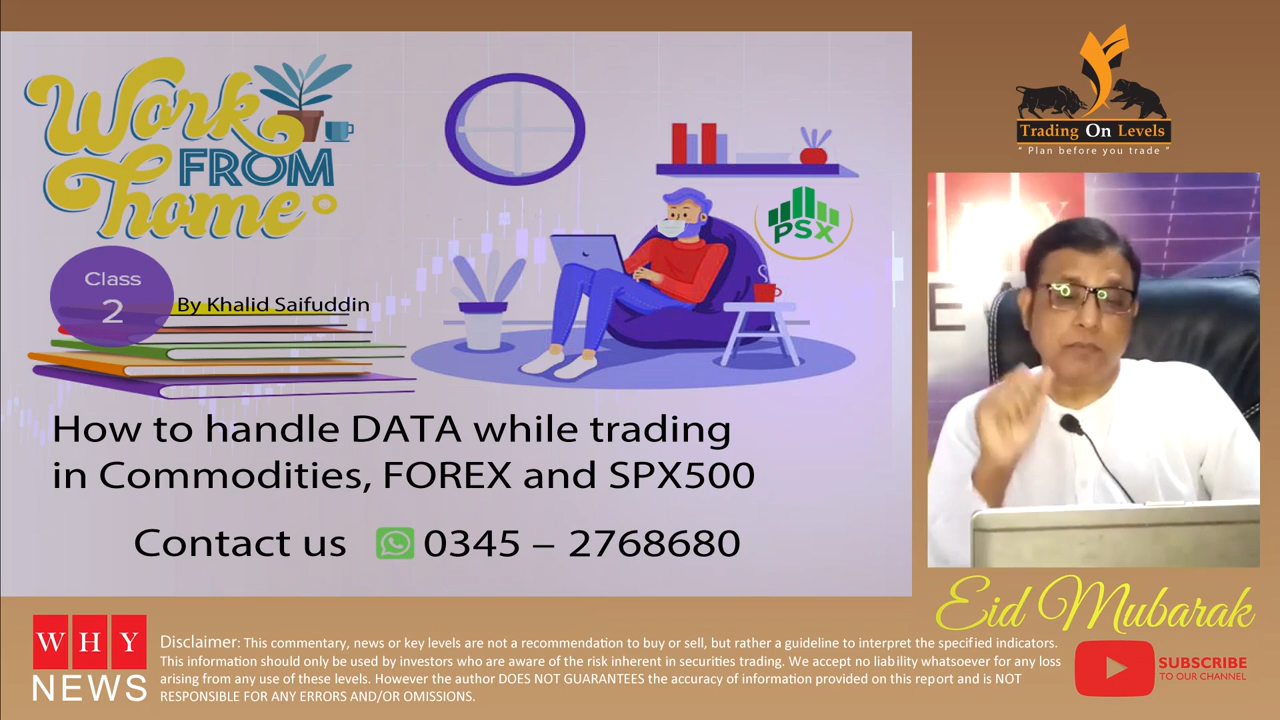 Work
FROM
home
Class
2
By Khalid Saifuddin
PSX
How to handle DATA while trading
in Commodities, FOREX and SPX500
Contact us 0345 – 2768680
Trading On Levels
“ Plan before you trade ”
Eid Mubarak
WHY
NEWS
Disclaimer: This commentary, news or key levels are not a recommendation to buy or sell, but rather a guideline to interpret the specified indicators.
This information should only be used by investors who are aware of the risk inherent in securities trading. We accept no liability whatsoever for any loss
arising from any use of these levels. However the author DOES NOT GUARANTEES the accuracy of information provided on this report and is NOT
RESPONSIBLE FOR ANY ERRORS AND/OR OMISSIONS.
SUBSCRIBE
TO OUR CHANNEL